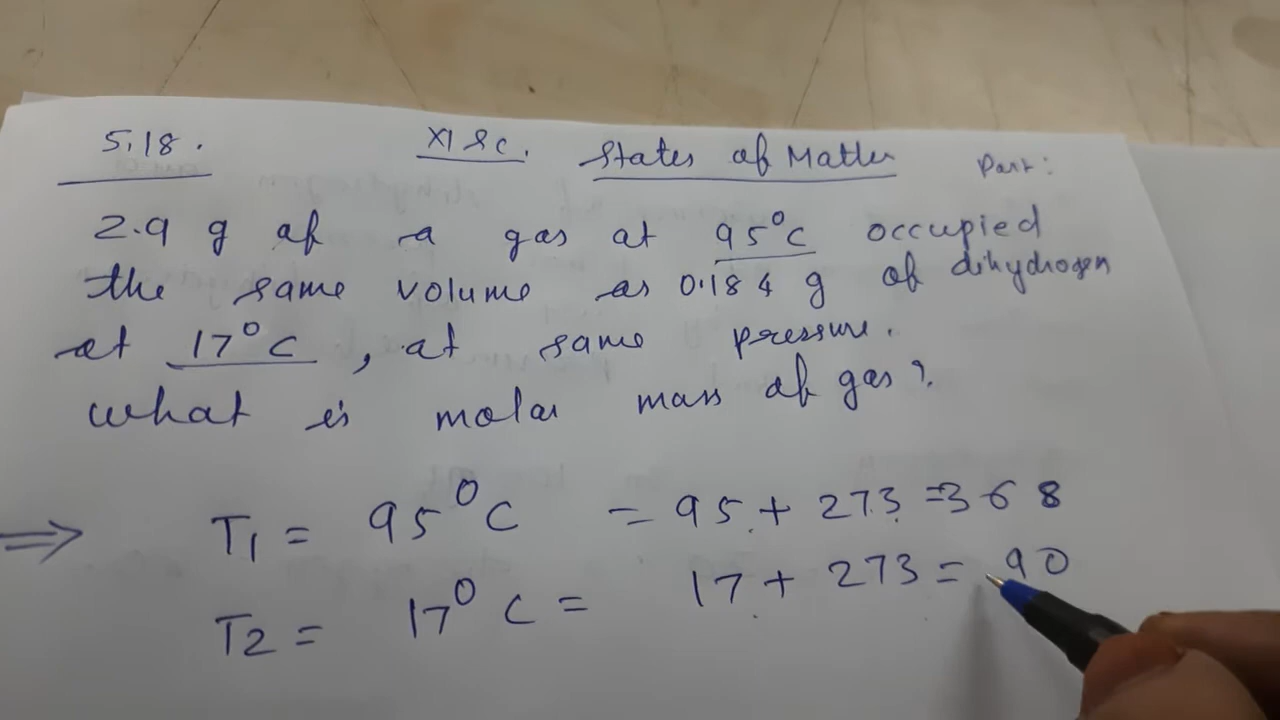 5.18. XI Sc. States of Matter Part:
2.9 g of a gas at 95°C occupied
the same volume as 0.184 g of dihydrogen
at 17°C, at same pressure.
What is molar mass of gas?
⇒ T1 = 95°C = 95 + 273 = 368
T2 = 17°C = 17 + 273 = 90